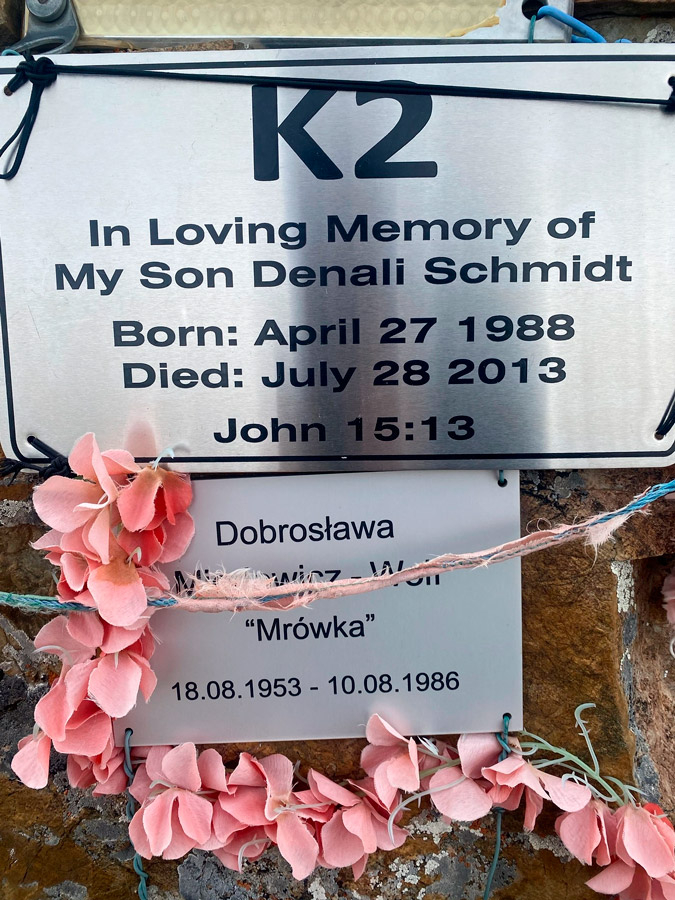 K2
In Loving Memory of
My Son Denali Schmidt
Born: April 27 1988
Died: July 28 2013
John 15:13
Dobrosława
- Wolf
“Mrówka”
18.08.1953 - 10.08.1986